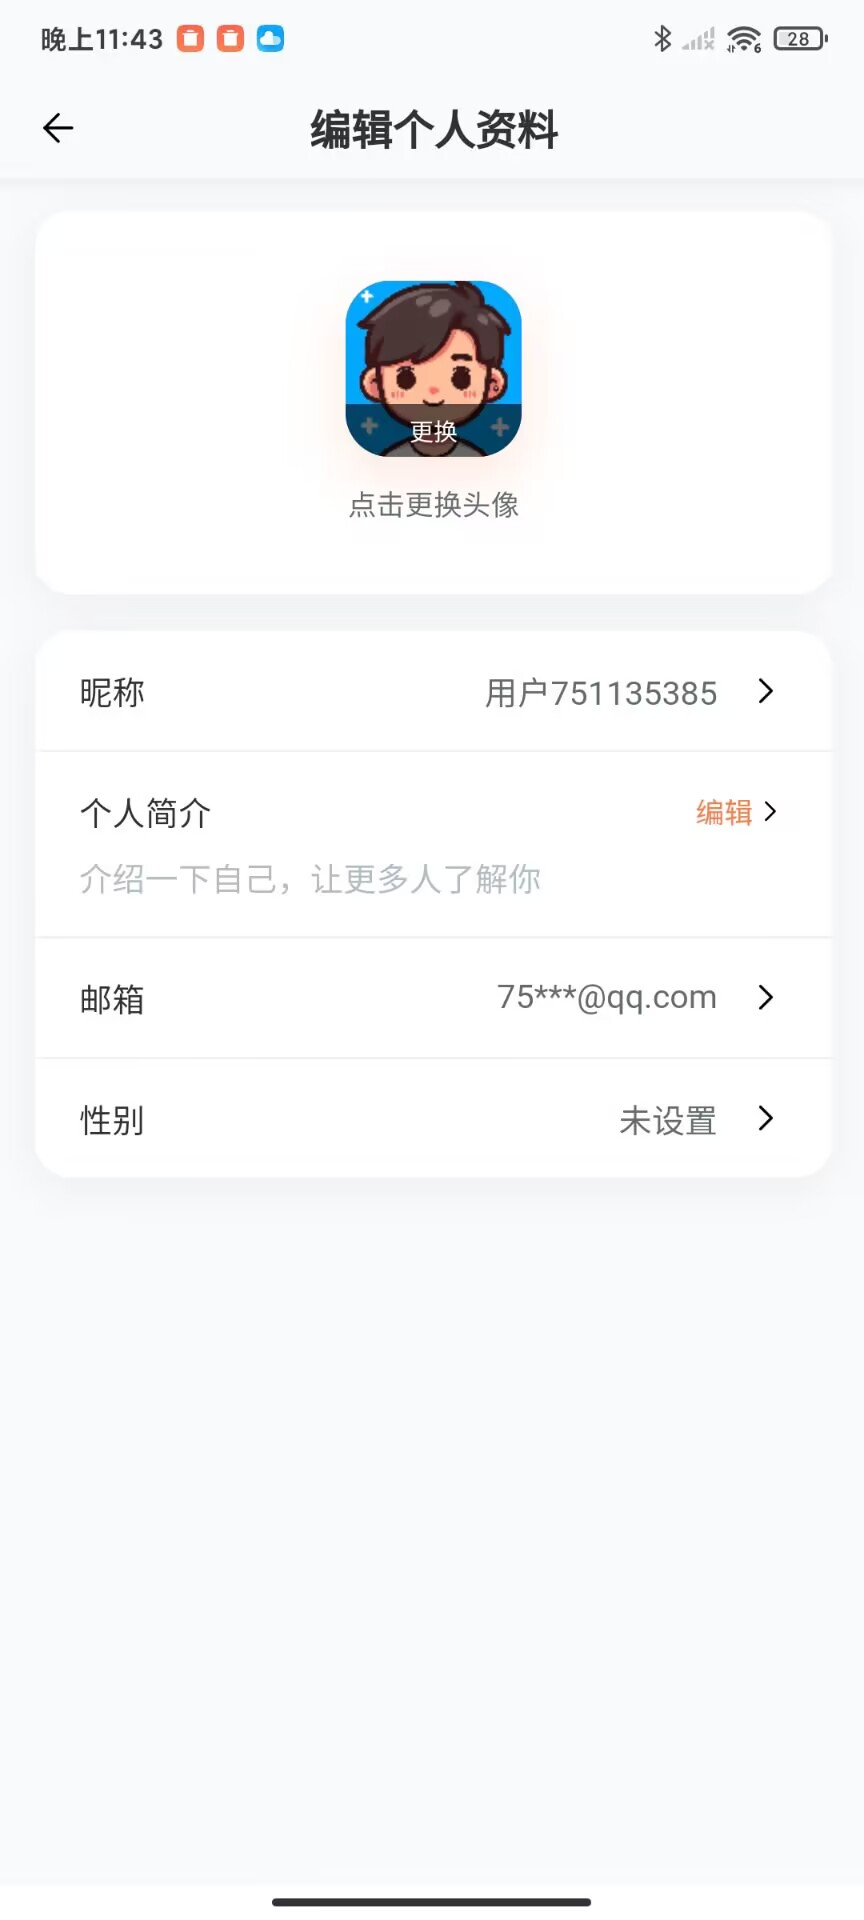 晚上11:43
6
28
编辑个人资料
更换
点击更换头像
昵称 用户751135385
个人简介 编辑
介绍一下自己，让更多人了解你
邮箱 75***@qq.com
性别 未设置